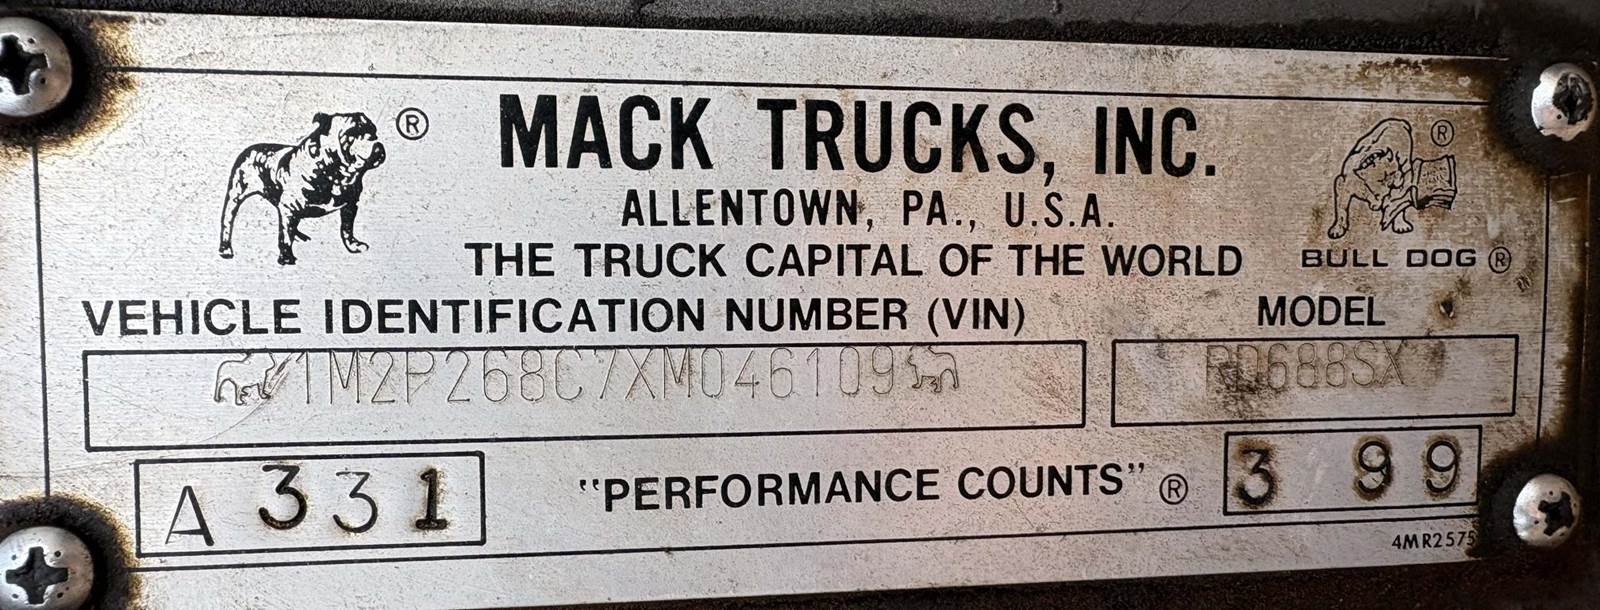 ®
MACK TRUCKS, INC.
ALLENTOWN, PA., U.S.A.
THE TRUCK CAPITAL OF THE WORLD
®
BULL DOG ®
VEHICLE IDENTIFICATION NUMBER (VIN)
MODEL
1M2P268C7XM046109
RD688SX
A 331
"PERFORMANCE COUNTS" ®
3 99
4MR2575